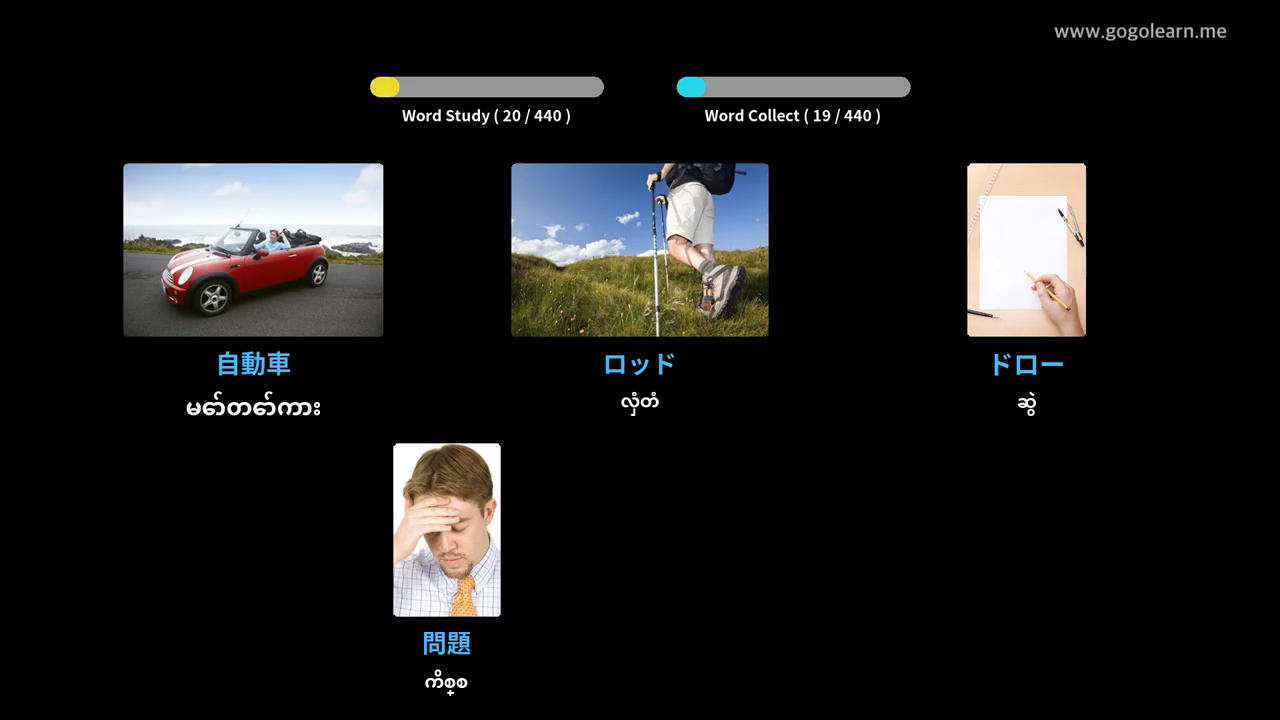 www.gogolearn.me
Word Study ( 20 / 440 )
Word Collect ( 19 / 440 )
自動車
မော်တော်ကား
ロッド
လှံတံ
ドロー
ဆွဲ
問題
ကိစ္စ